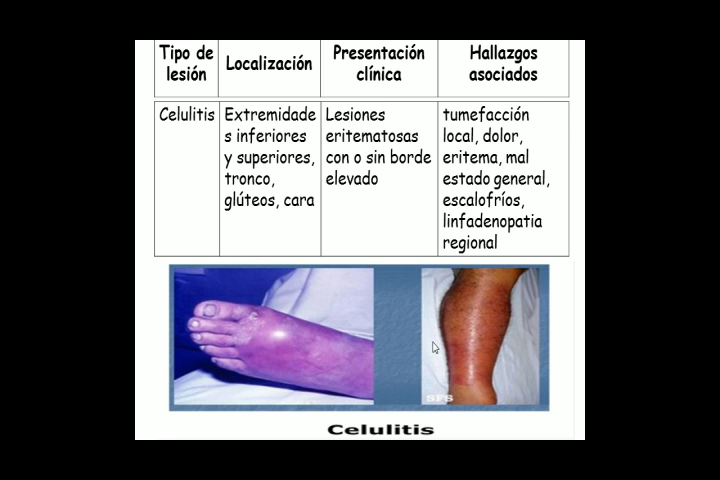 Tipo de lesión
Localización
Presentación clínica
Hallazgos asociados
Celulitis
Extremidade
s inferiores
y superiores,
tronco,
glúteos, cara
Lesiones
eritematosas
con o sin borde
elevado
tumefacción
local, dolor,
eritema, mal
estado general,
escalofríos,
linfadenopatia
regional
SFS
Celulitis